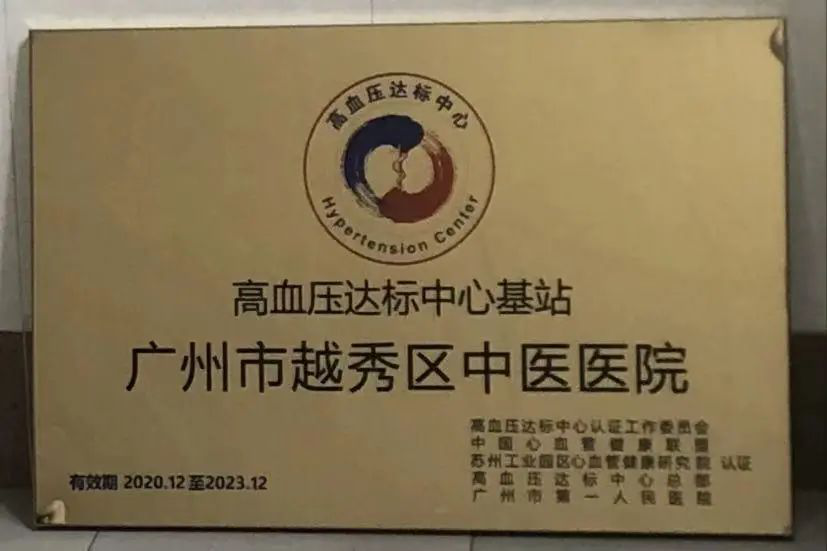 高血压达标中心
Hypertension Center
高血压达标中心基站
广州市越秀区中医医院
高血压达标中心认证工作委员会
中国心血管健康联盟
苏州工业园区心血管健康研究院 认证
高血压达标中心总部
广州市第一人民医院
有效期 2020.12 至2023.12